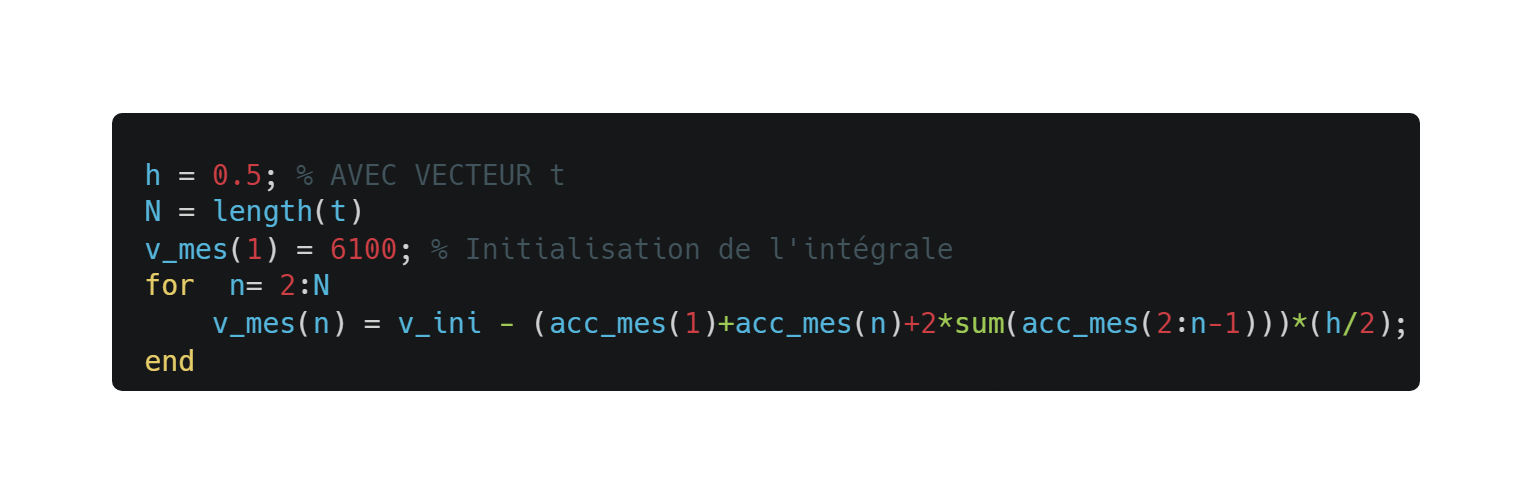 h = 0.5; % AVEC VECTEUR t
N = length(t)
v_mes(1) = 6100; % Initialisation de l'intégrale
for  n= 2:N
    v_mes(n) = v_ini - (acc_mes(1)+acc_mes(n)+2*sum(acc_mes(2:n-1)))*(h/2);
end